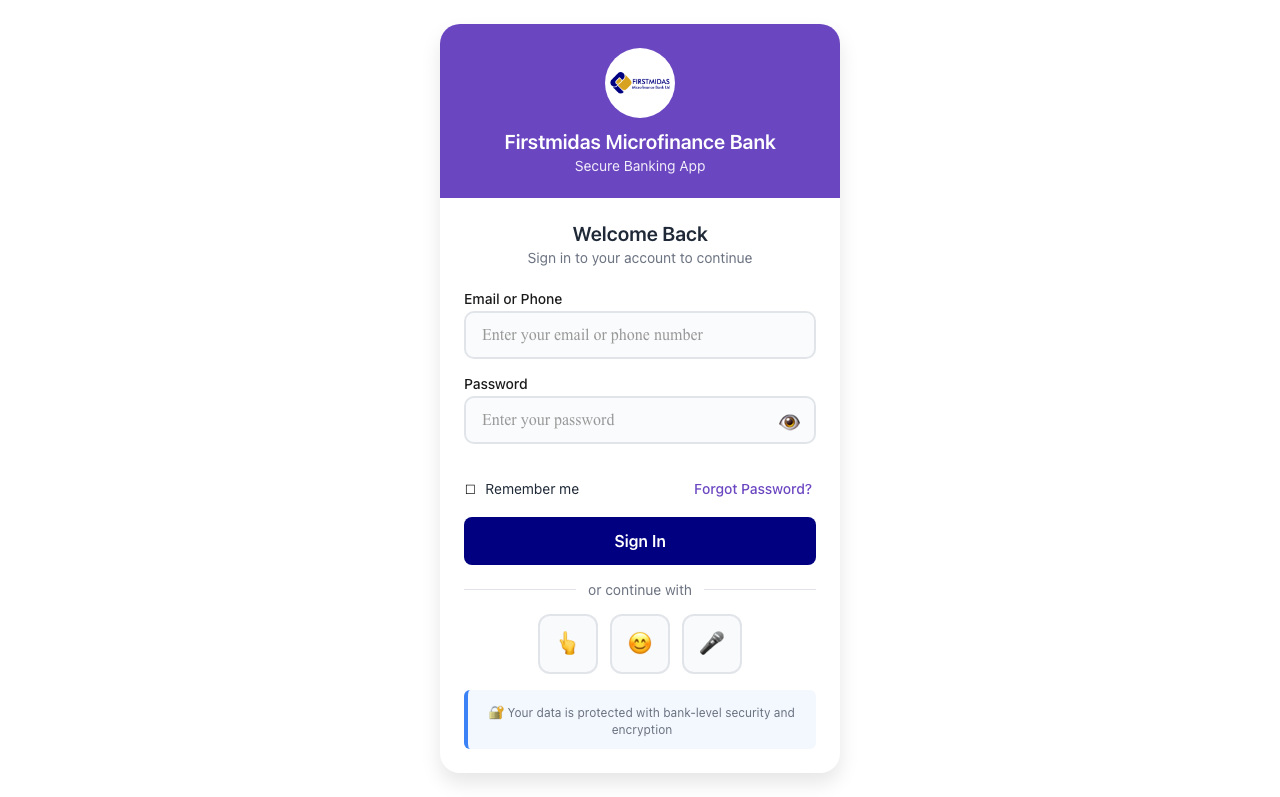 FIRSTMIDAS
Microfinance Bank Ltd
Firstmidas Microfinance Bank
Secure Banking App
Welcome Back
Sign in to your account to continue
Email or Phone
Enter your email or phone number
Password
Enter your password
Remember me
Forgot Password?
Sign In
or continue with
Your data is protected with bank-level security and
encryption